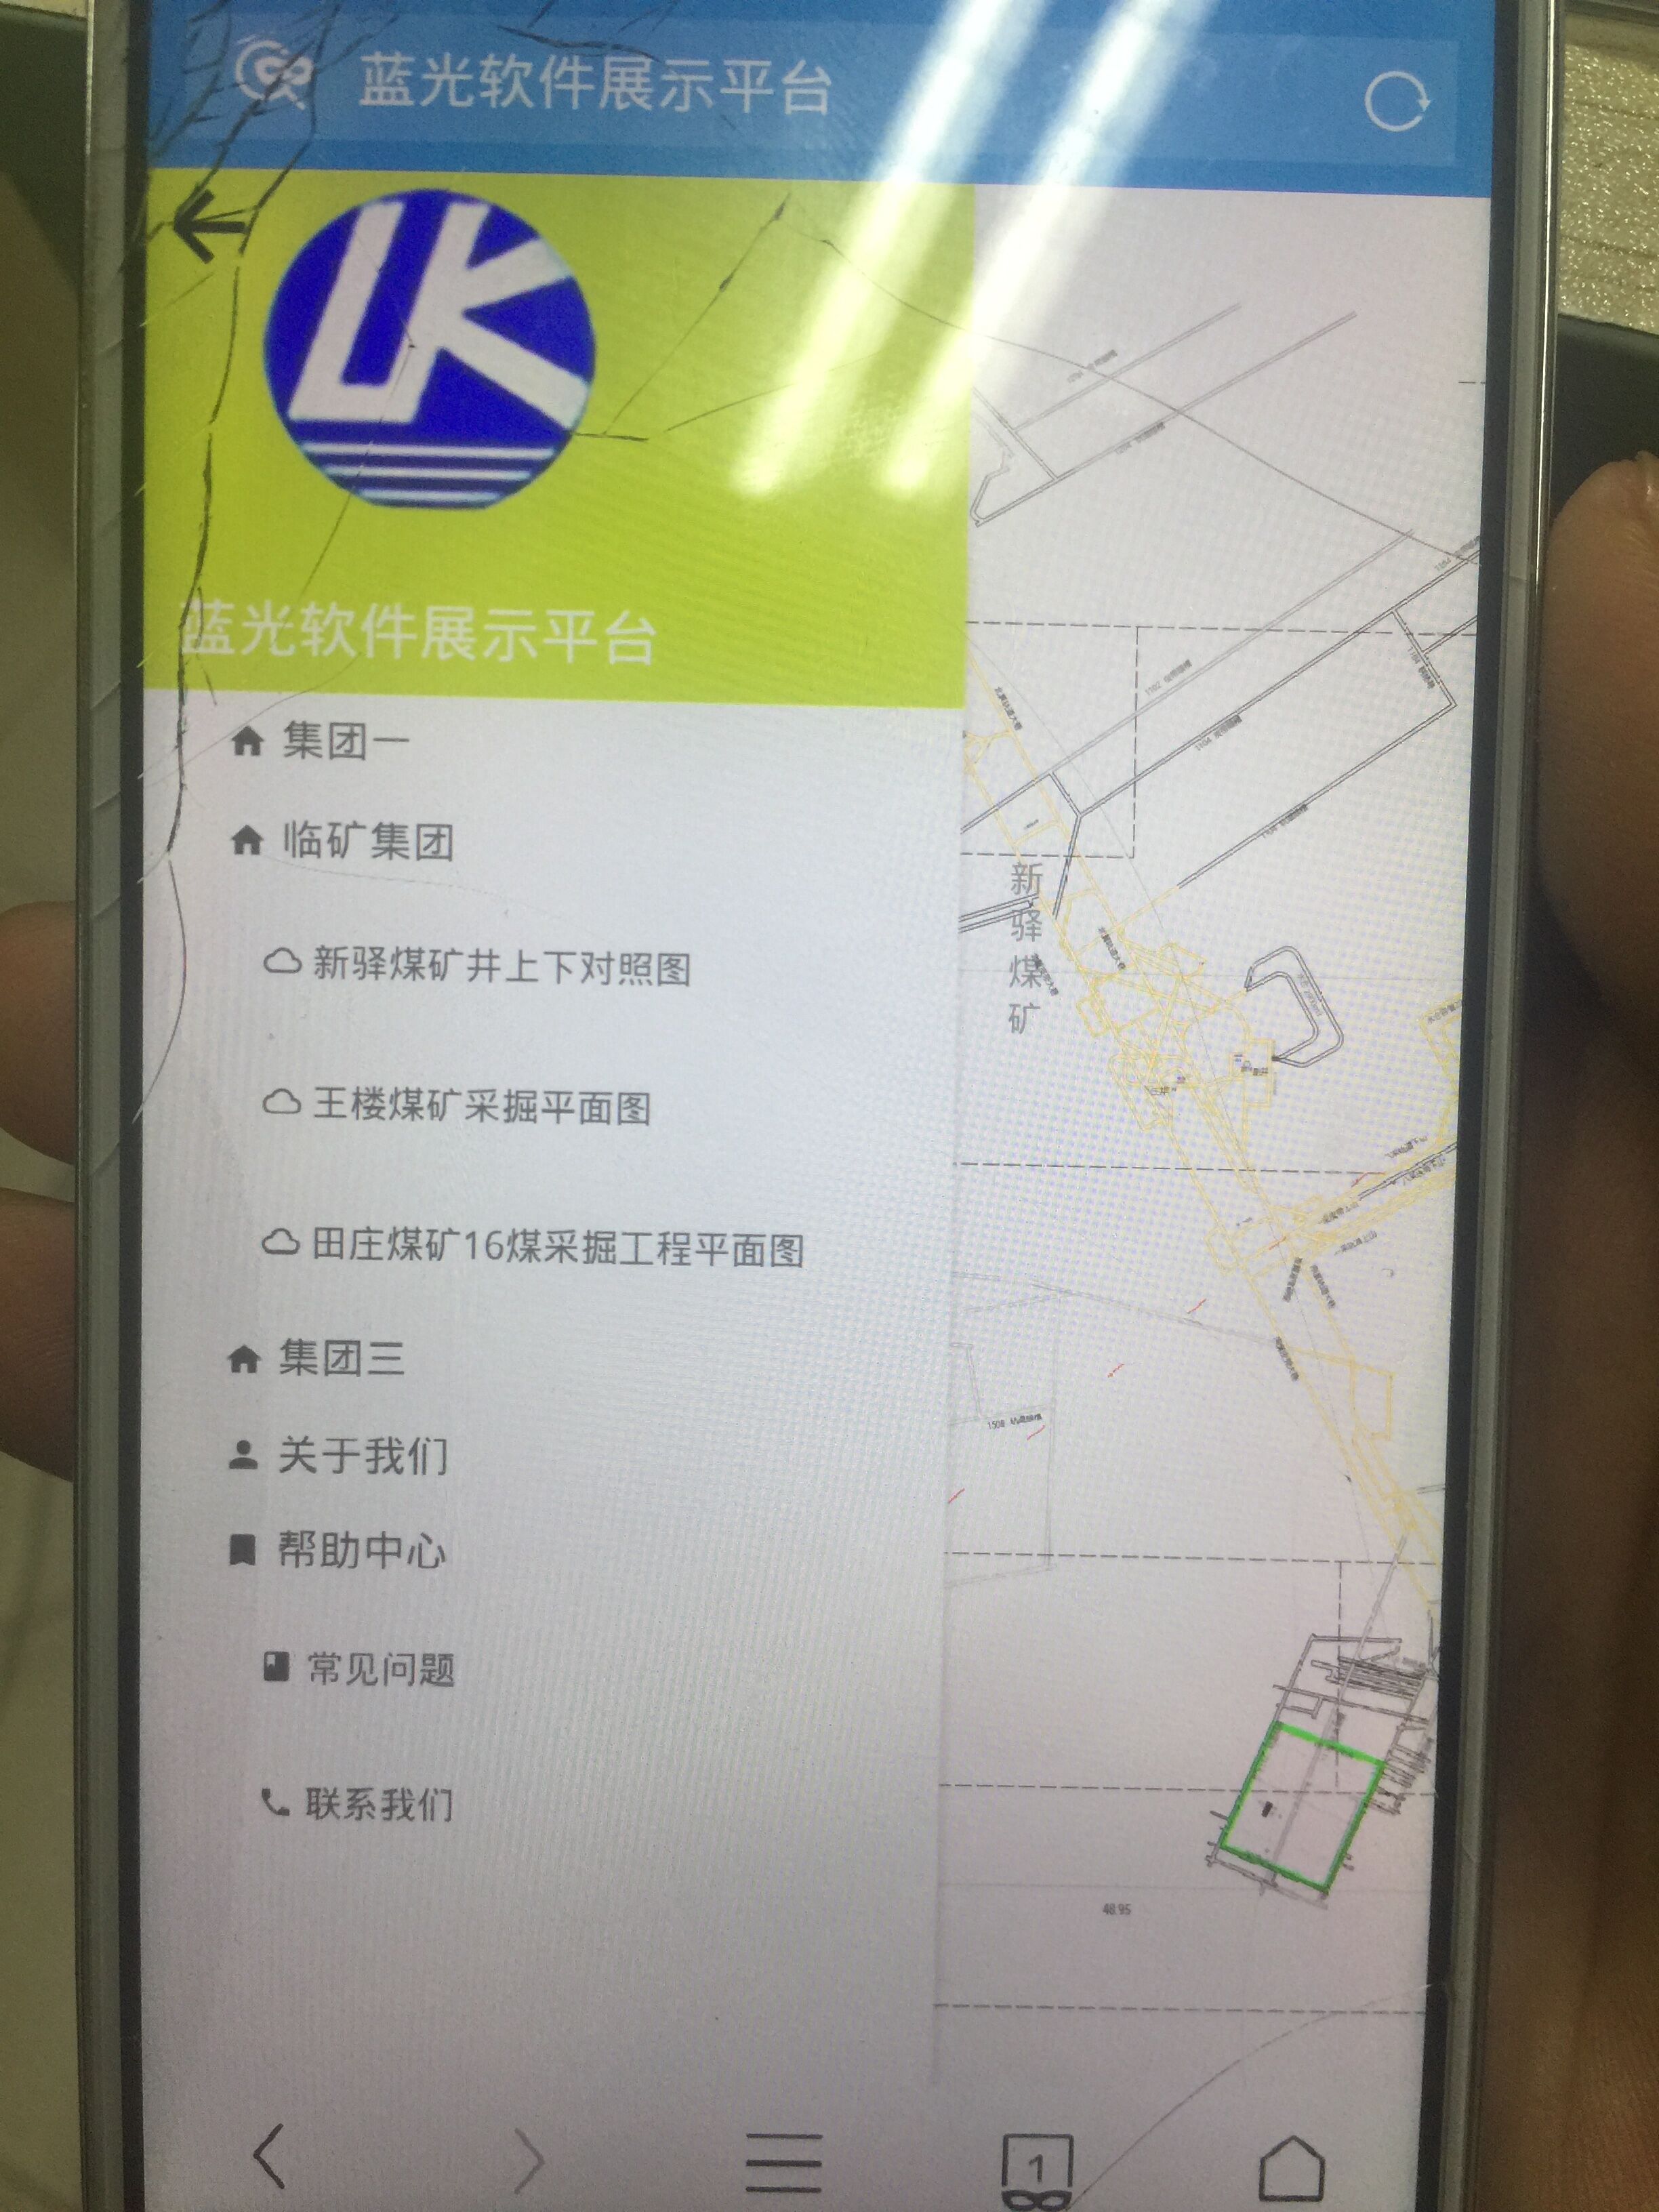 蓝光软件展示平台
LK
蓝光软件展示平台
集团一
临矿集团
新驿煤矿井上下对照图
王楼煤矿采掘平面图
田庄煤矿16煤采掘工程平面图
集团三
关于我们
帮助中心
常见问题
联系我们
新驿煤矿
1508
48.95
1